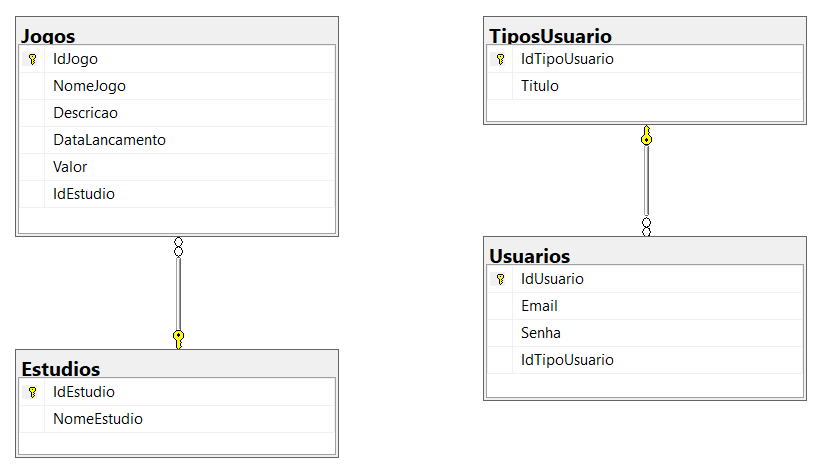 Jogos
IdJogo
NomeJogo
Descricao
DataLancamento
Valor
IdEstudio
Estudios
IdEstudio
NomeEstudio
TiposUsuario
IdTipoUsuario
Titulo
Usuarios
IdUsuario
Email
Senha
IdTipoUsuario